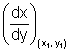 (dx/dy)(x₁, y₁)